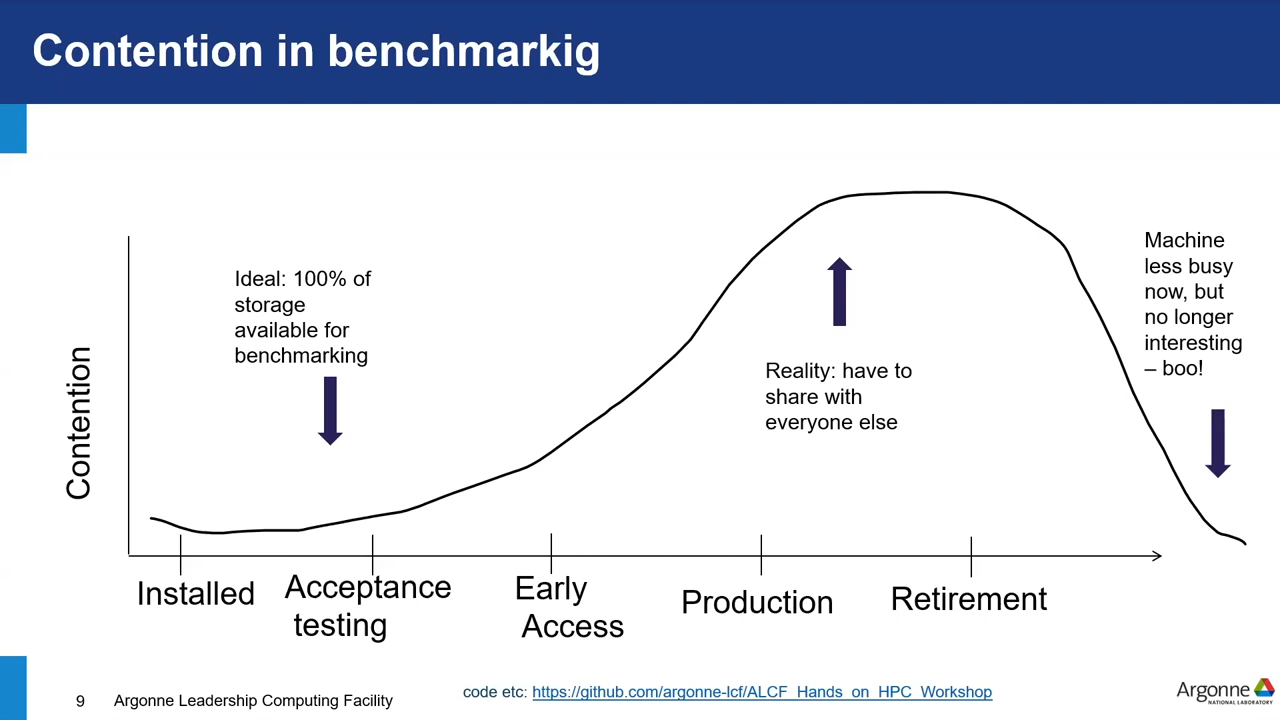 Contention in benchmarkig
Ideal: 100% of
storage
available for
benchmarking
Machine
less busy
now, but
no longer
interesting
– boo!
Reality: have to
share with
everyone else
Contention
Installed
Acceptance
testing
Early
Access
Production
Retirement
9
Argonne Leadership Computing Facility
code etc: https://github.com/argonne-lcf/ALCF_Hands_on_HPC_Workshop
Argonne
NATIONAL LABORATORY